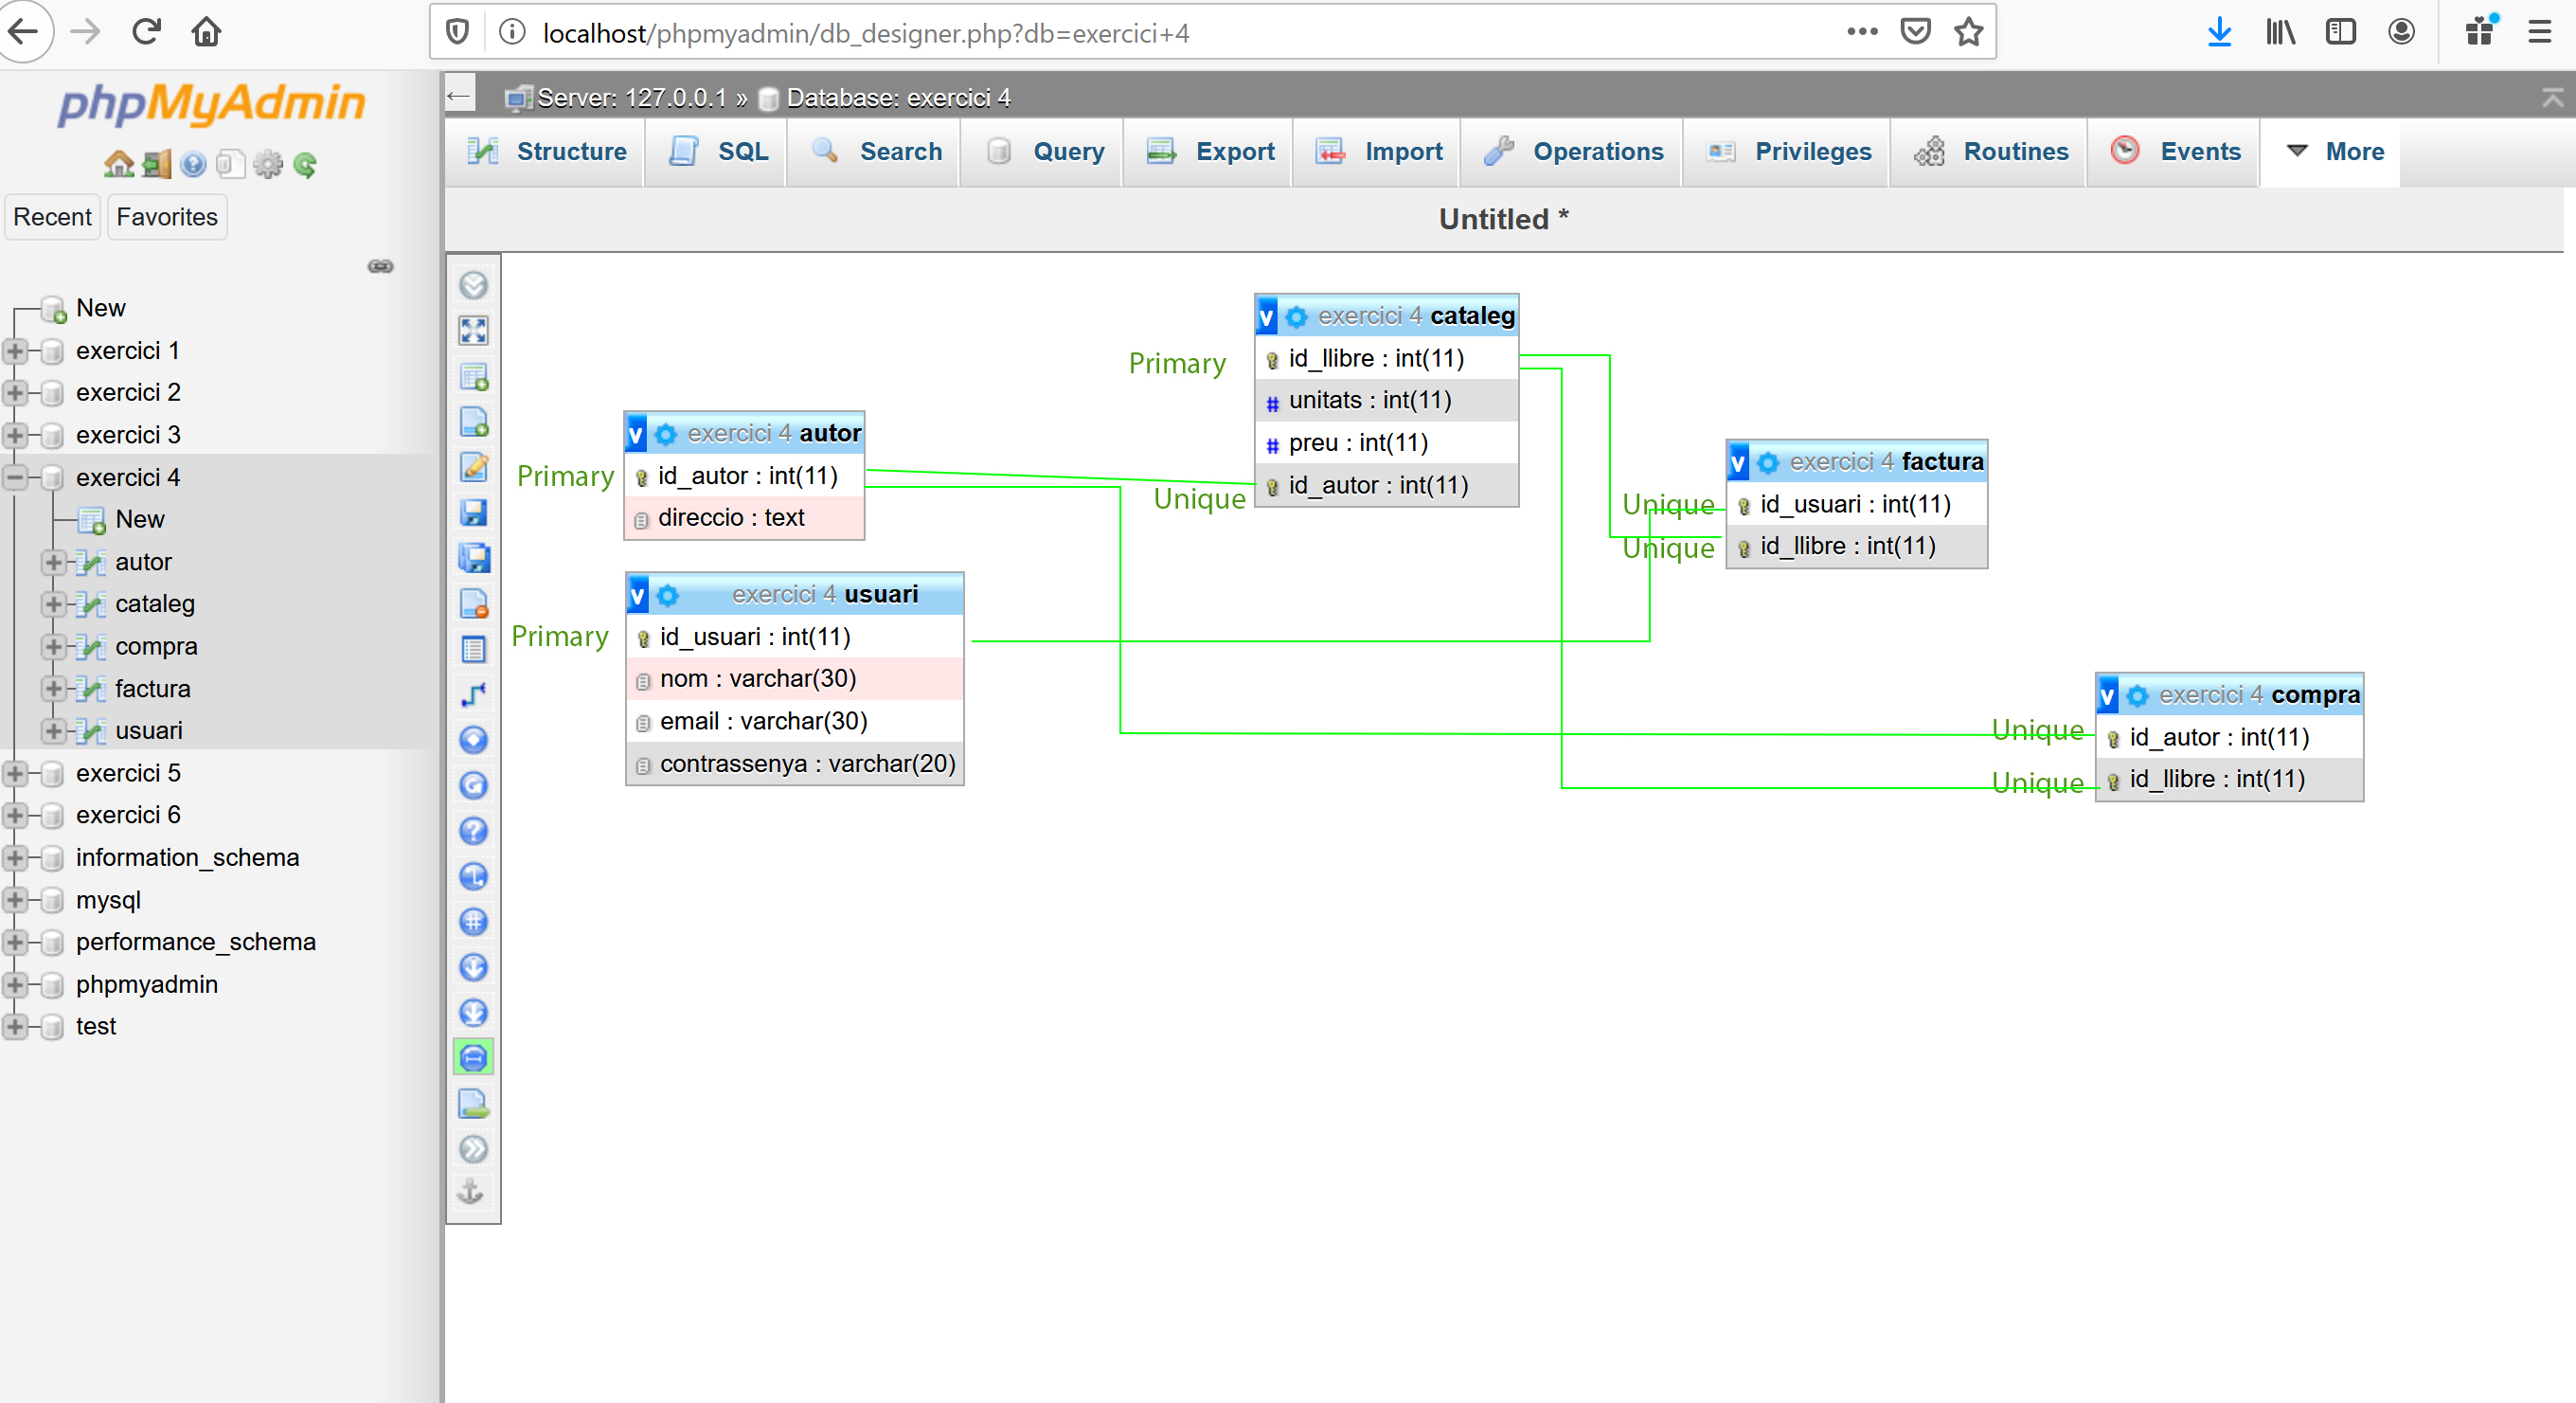 localhost/phpmyadmin/db_designer.php?db=exercici+4
phpMyAdmin
Recent
Favorites
New
exercici 1
exercici 2
exercici 3
exercici 4
New
autor
cataleg
compra
factura
usuari
exercici 5
exercici 6
information_schema
mysql
performance_schema
phpmyadmin
test
Server: 127.0.0.1 » Database: exercici 4
Structure
SQL
Search
Query
Export
Import
Operations
Privileges
Routines
Events
More
Untitled *
v exercici 4 cataleg
Primary
id_llibre : int(11)
# unitats : int(11)
# preu : int(11)
Unique
id_autor : int(11)
v exercici 4 autor
Primary
id_autor : int(11)
direccio : text
v exercici 4 factura
Unique
id_usuari : int(11)
Unique
id_llibre : int(11)
v exercici 4 usuari
Primary
id_usuari : int(11)
nom : varchar(30)
email : varchar(30)
contrassenya : varchar(20)
v exercici 4 compra
Unique
id_autor : int(11)
Unique
id_llibre : int(11)